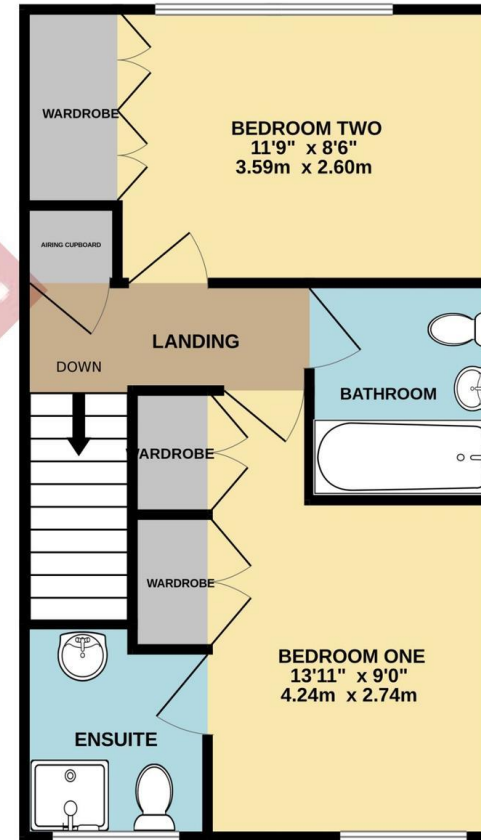 WARDROBE
BEDROOM TWO
11'9" x 8'6"
3.59m x 2.60m
AIRING CUPBOARD
LANDING
DOWN
BATHROOM
WARDROBE
WARDROBE
BEDROOM ONE
13'11" x 9'0"
4.24m x 2.74m
ENSUITE